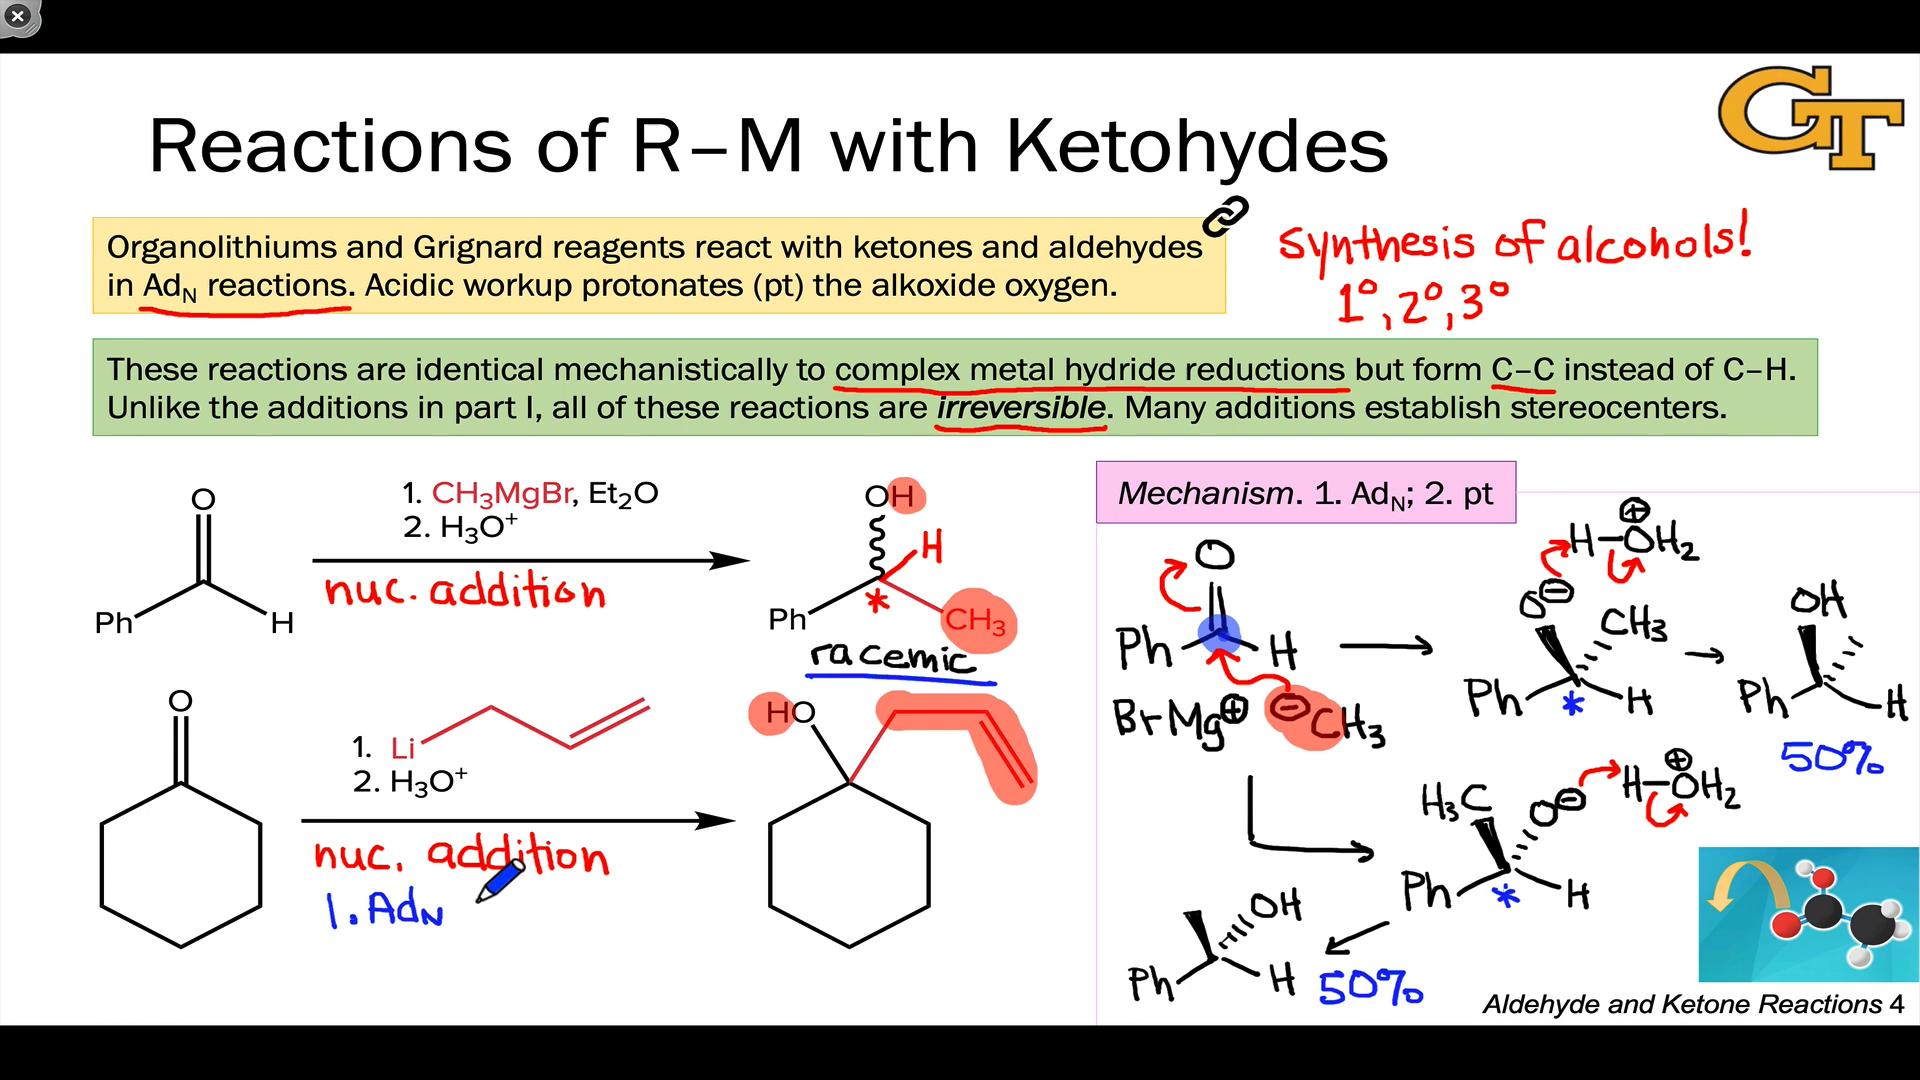 GT
Reactions of R–M with Ketohydes
Organolithiums and Grignard reagents react with ketones and aldehydes
in AdN reactions. Acidic workup protonates (pt) the alkoxide oxygen.
synthesis of alcohols!
1°, 2°, 3°
These reactions are identical mechanistically to complex metal hydride reductions but form C–C instead of C–H.
Unlike the additions in part I, all of these reactions are irreversible. Many additions establish stereocenters.
O
Ph
H
1. CH₃MgBr, Et₂O
2. H₃O⁺
nuc. addition
OH
H
*
Ph
CH₃
racemic
O
1. Li
2. H₃O⁺
nuc. addition
1. AdN
HO
Mechanism. 1. AdN; 2. pt
O
Ph
H
BrMg⊕
⊖CH₃
H–O⊕H₂
O⊖
CH₃
Ph
*
H
OH
Ph
H
50%
H₃C
O⊖
H–O⊕H₂
Ph
*
H
OH
Ph
H
50%
Aldehyde and Ketone Reactions 4